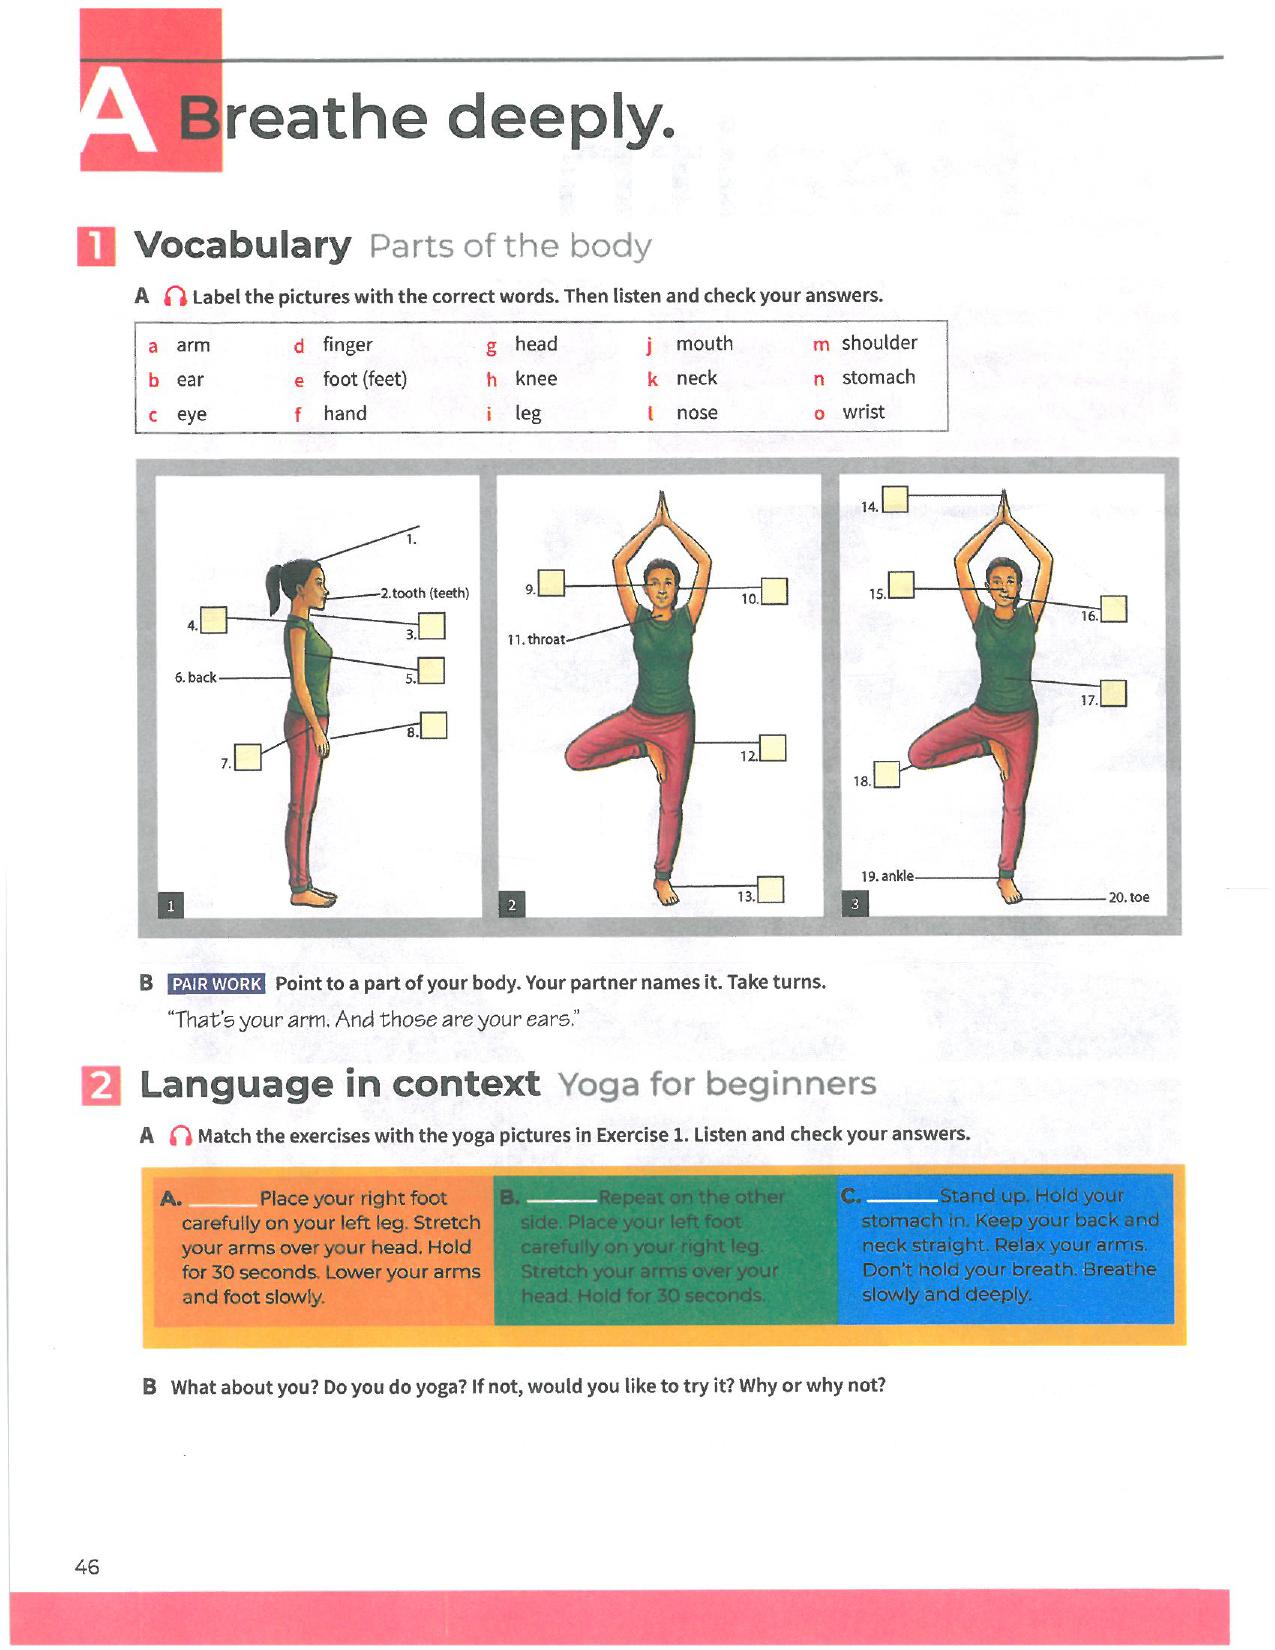 A Breathe deeply.
1 Vocabulary Parts of the body
A Label the pictures with the correct words. Then listen and check your answers.
a arm d finger g head j mouth m shoulder
b ear e foot (feet) h knee k neck n stomach
c eye f hand i leg l nose o wrist
1.
2. tooth (teeth)
3.
4.
5.
6. back
7.
8.
1
9.
10.
11. throat
12.
13.
2
14.
15.
16.
17.
18.
19. ankle
20. toe
3
B PAIR WORK Point to a part of your body. Your partner names it. Take turns.
“That’s your arm. And those are your ears.”
2 Language in context Yoga for beginners
A Match the exercises with the yoga pictures in Exercise 1. Listen and check your answers.
A. ______ Place your right foot
carefully on your left leg. Stretch
your arms over your head. Hold
for 30 seconds. Lower your arms
and foot slowly.
B. ______ Repeat on the other
side. Place your left foot
carefully on your right leg.
Stretch your arms over your
head. Hold for 30 seconds.
C. ______ Stand up. Hold your
stomach in. Keep your back and
neck straight. Relax your arms.
Don't hold your breath. Breathe
slowly and deeply.
B What about you? Do you do yoga? If not, would you like to try it? Why or why not?
46